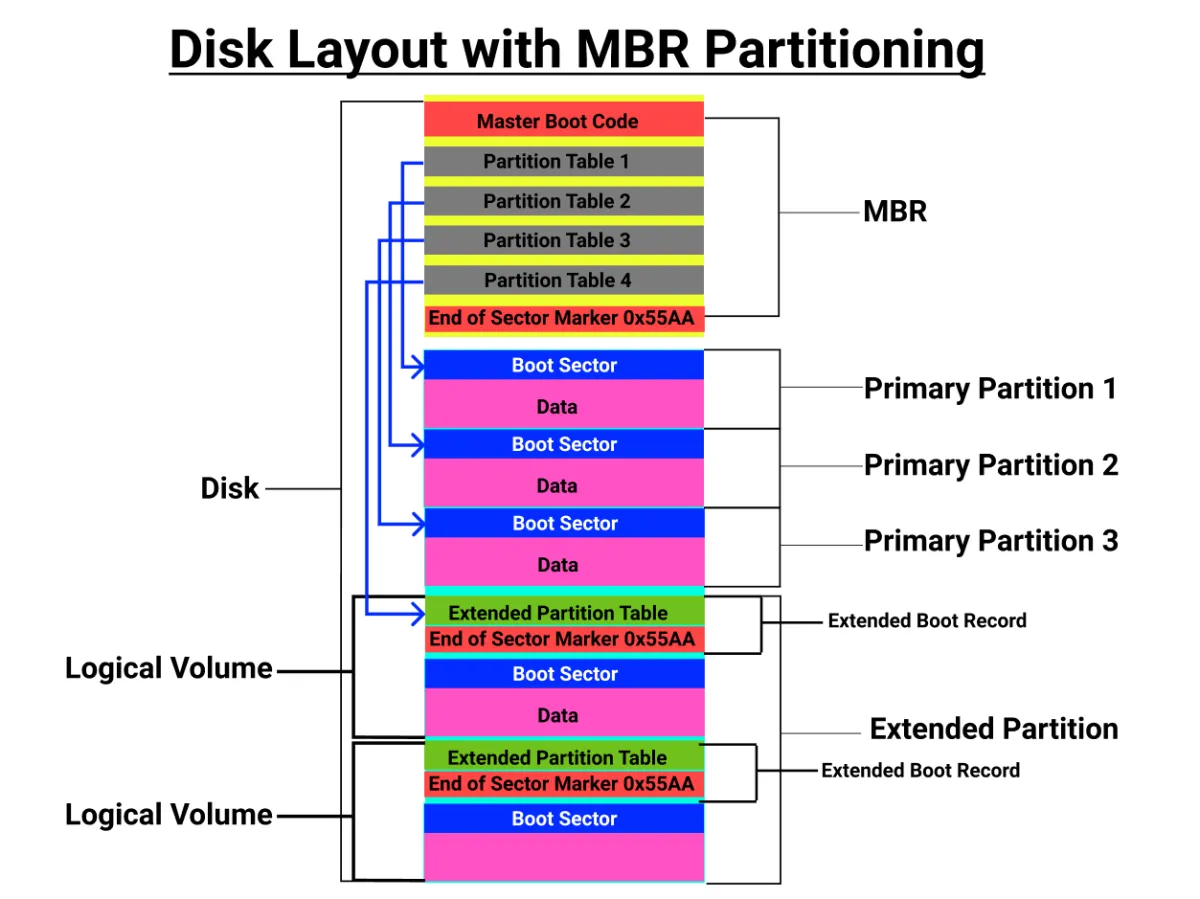 Disk Layout with MBR Partitioning
Master Boot Code
Partition Table 1
Partition Table 2
Partition Table 3
Partition Table 4
End of Sector Marker 0x55AA
MBR
Boot Sector
Data
Primary Partition 1
Boot Sector
Data
Primary Partition 2
Boot Sector
Data
Primary Partition 3
Disk
Extended Partition Table
End of Sector Marker 0x55AA
Extended Boot Record
Boot Sector
Data
Logical Volume
Extended Partition
Extended Partition Table
End of Sector Marker 0x55AA
Extended Boot Record
Boot Sector
Logical Volume